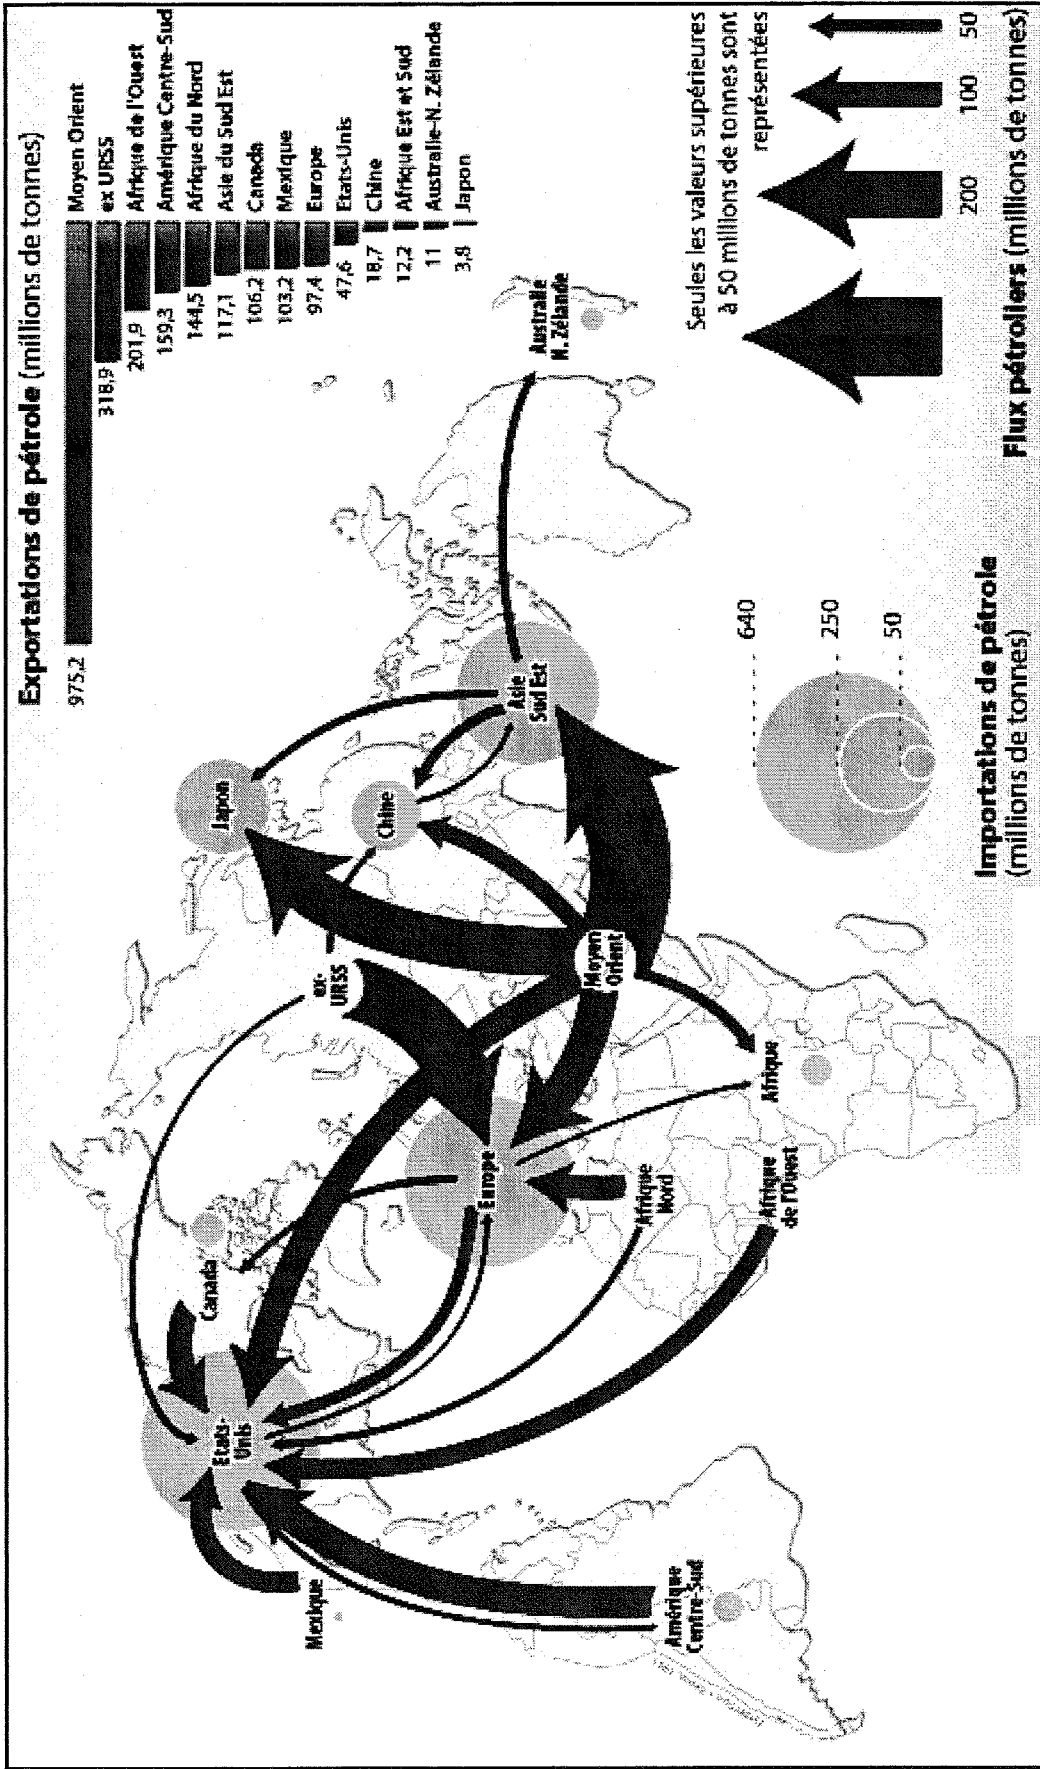 Exportations de pétrole (millions de tonnes)
975,2 Moyen Orient
318,9 ex URSS
201,9 Afrique de l'Ouest
159,3 Amérique Centre-Sud
144,5 Afrique du Nord
117,1 Asie du Sud Est
106,2 Canada
103,2 Mexique
97,4 Europe
47,6 Etats-Unis
18,7 Chine
12,2 Afrique Est et Sud
11 Australie-N. Zélande
3,8 Japon
Canada
Etats-
Unis
Mexique
Amérique
Centre-Sud
Europe
Afrique
Nord
Afrique
de l'Ouest
Afrique
ex-
URSS
Moyen
Orient
Japon
Chine
Asie
Sud Est
Australie
N. Zélande
Importations de pétrole
(millions de tonnes)
640
250
50
Seules les valeurs supérieures
à 50 millions de tonnes sont
représentées
200
100
50
Flux pétroliers (millions de tonnes)